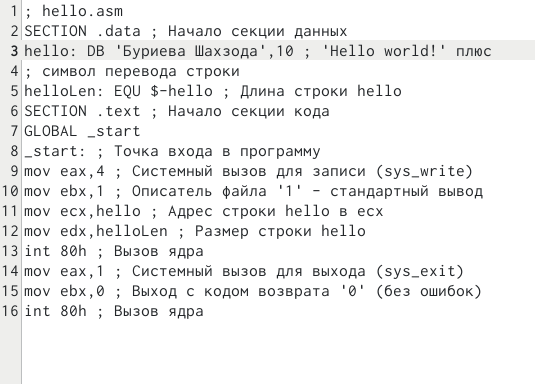 1 ; hello.asm
2 SECTION .data ; Начало секции данных
3 hello: DB 'Буриева Шахзода',10 ; 'Hello world!' плюс
4 ; символ перевода строки
5 helloLen: EQU $-hello ; Длина строки hello
6 SECTION .text ; Начало секции кода
7 GLOBAL _start
8 _start: ; Точка входа в программу
9 mov eax,4 ; Системный вызов для записи (sys_write)
10 mov ebx,1 ; Описатель файла '1' - стандартный вывод
11 mov ecx,hello ; Адрес строки hello в ecx
12 mov edx,helloLen ; Размер строки hello
13 int 80h ; Вызов ядра
14 mov eax,1 ; Системный вызов для выхода (sys_exit)
15 mov ebx,0 ; Выход с кодом возврата '0' (без ошибок)
16 int 80h ; Вызов ядра